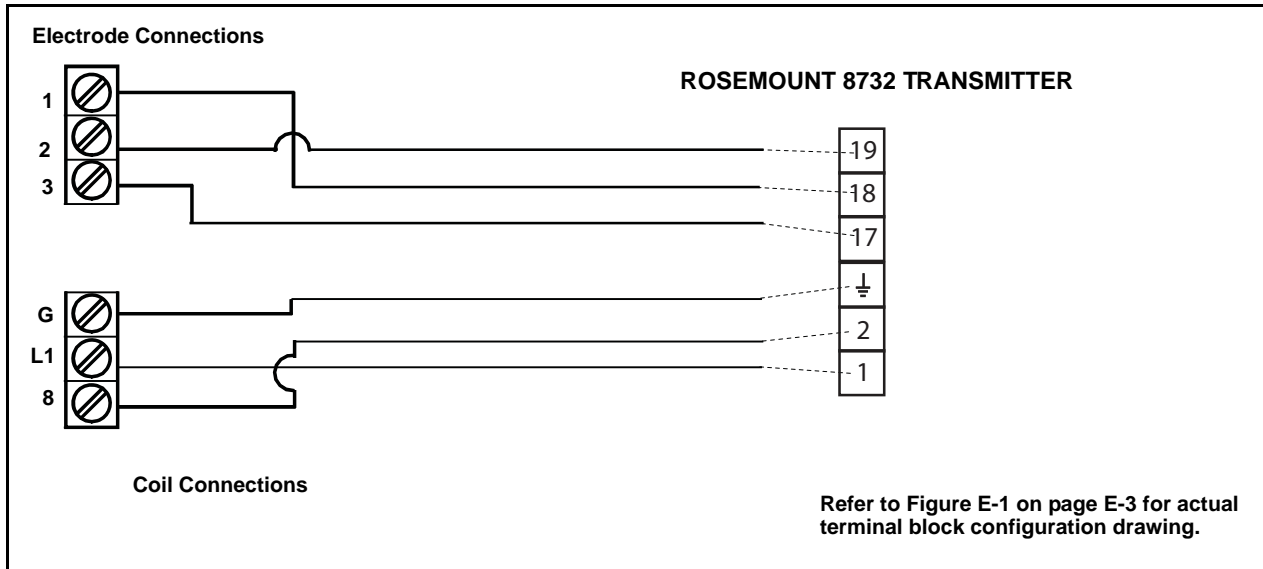 Electrode Connections
ROSEMOUNT 8732 TRANSMITTER
1
2
3
19
18
17
G
L1
8
2
1
Coil Connections
Refer to Figure E-1 on page E-3 for actual
terminal block configuration drawing.